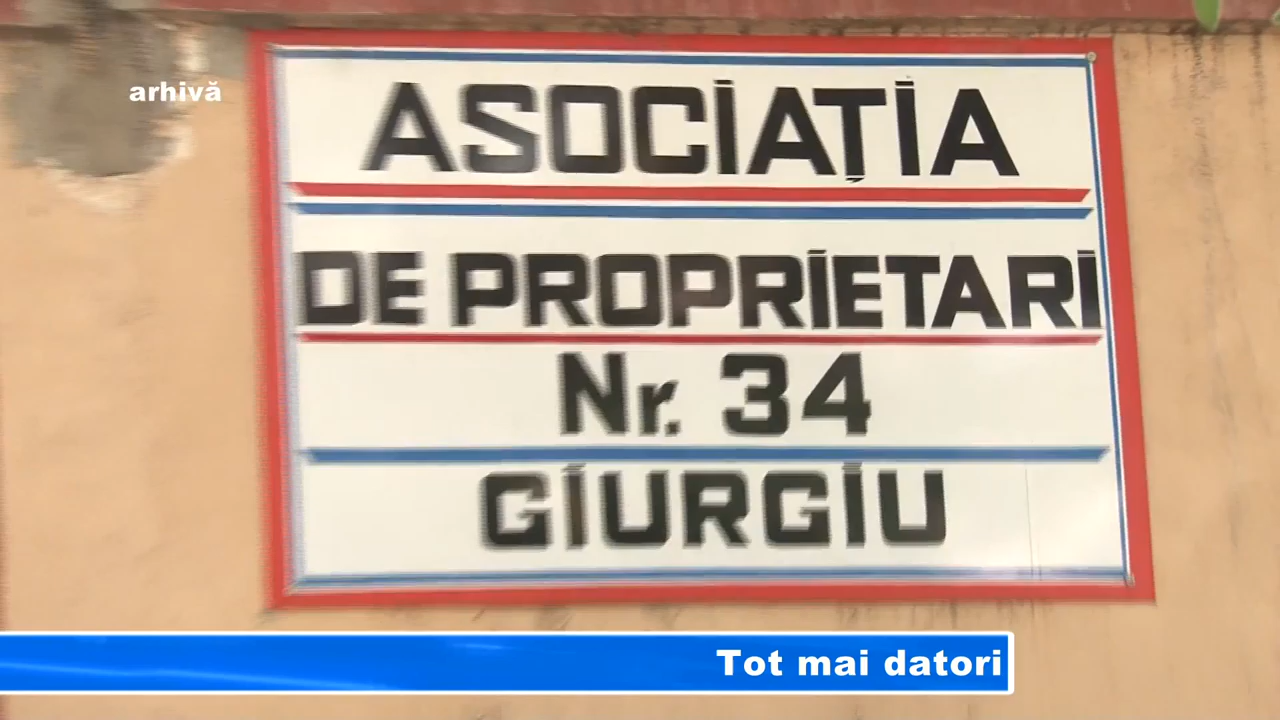 arhivă
ASOCIAȚIA
DE PROPRIETARI
Nr. 34
GIURGIU
Tot mai datori